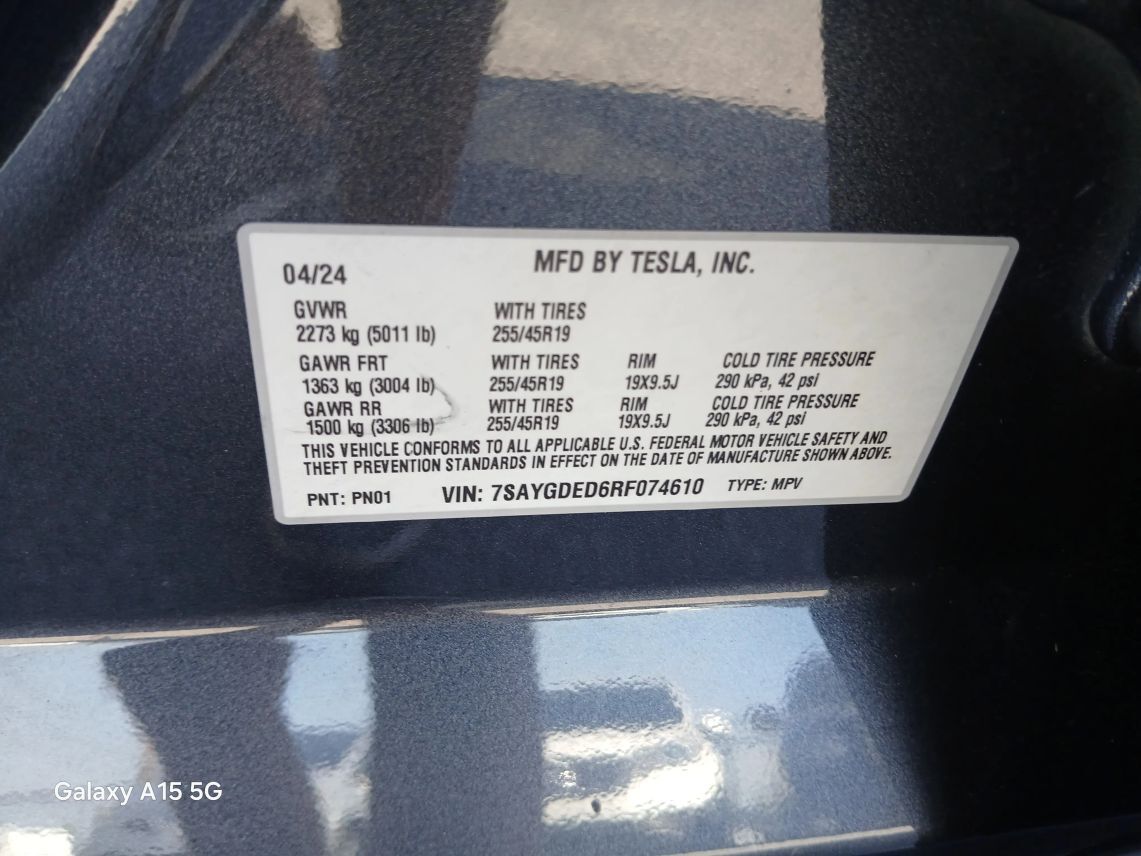 MFD BY TESLA, INC.
04/24
GVWR WITH TIRES
2273 kg (5011 lb) 255/45R19
GAWR FRT WITH TIRES RIM COLD TIRE PRESSURE
1363 kg (3004 lb) 255/45R19 19X9.5J 290 kPa, 42 psi
GAWR RR WITH TIRES RIM COLD TIRE PRESSURE
1500 kg (3306 lb) 255/45R19 19X9.5J 290 kPa, 42 psi
THIS VEHICLE CONFORMS TO ALL APPLICABLE U.S. FEDERAL MOTOR VEHICLE SAFETY AND
THEFT PREVENTION STANDARDS IN EFFECT ON THE DATE OF MANUFACTURE SHOWN ABOVE.
PNT: PN01 VIN: 7SAYGDED6RF074610 TYPE: MPV
Galaxy A15 5G